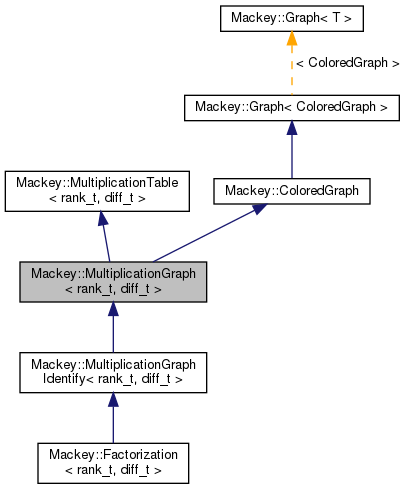 Mackey::Graph< T >
< ColoredGraph >
Mackey::Graph< ColoredGraph >
Mackey::MultiplicationTable
< rank_t, diff_t >
Mackey::ColoredGraph
Mackey::MultiplicationGraph
< rank_t, diff_t >
Mackey::MultiplicationGraph
Identify< rank_t, diff_t >
Mackey::Factorization
< rank_t, diff_t >